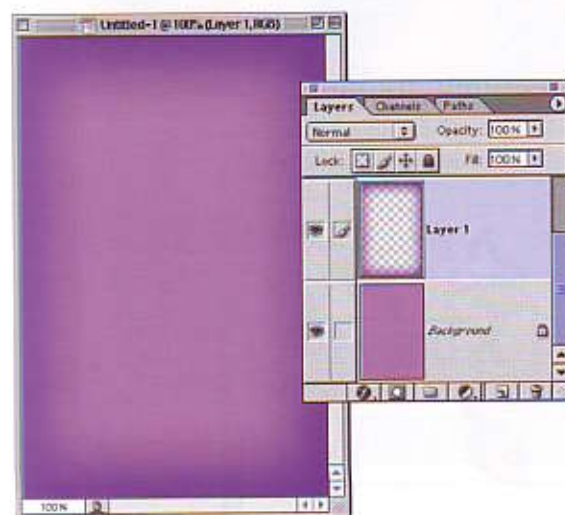 Untitled-1 @ 100% (Layer 1, RGB)
Layers Channels Paths
Normal Opacity: 100% 
Lock: Fill: 100%
Layer 1
Background
100%